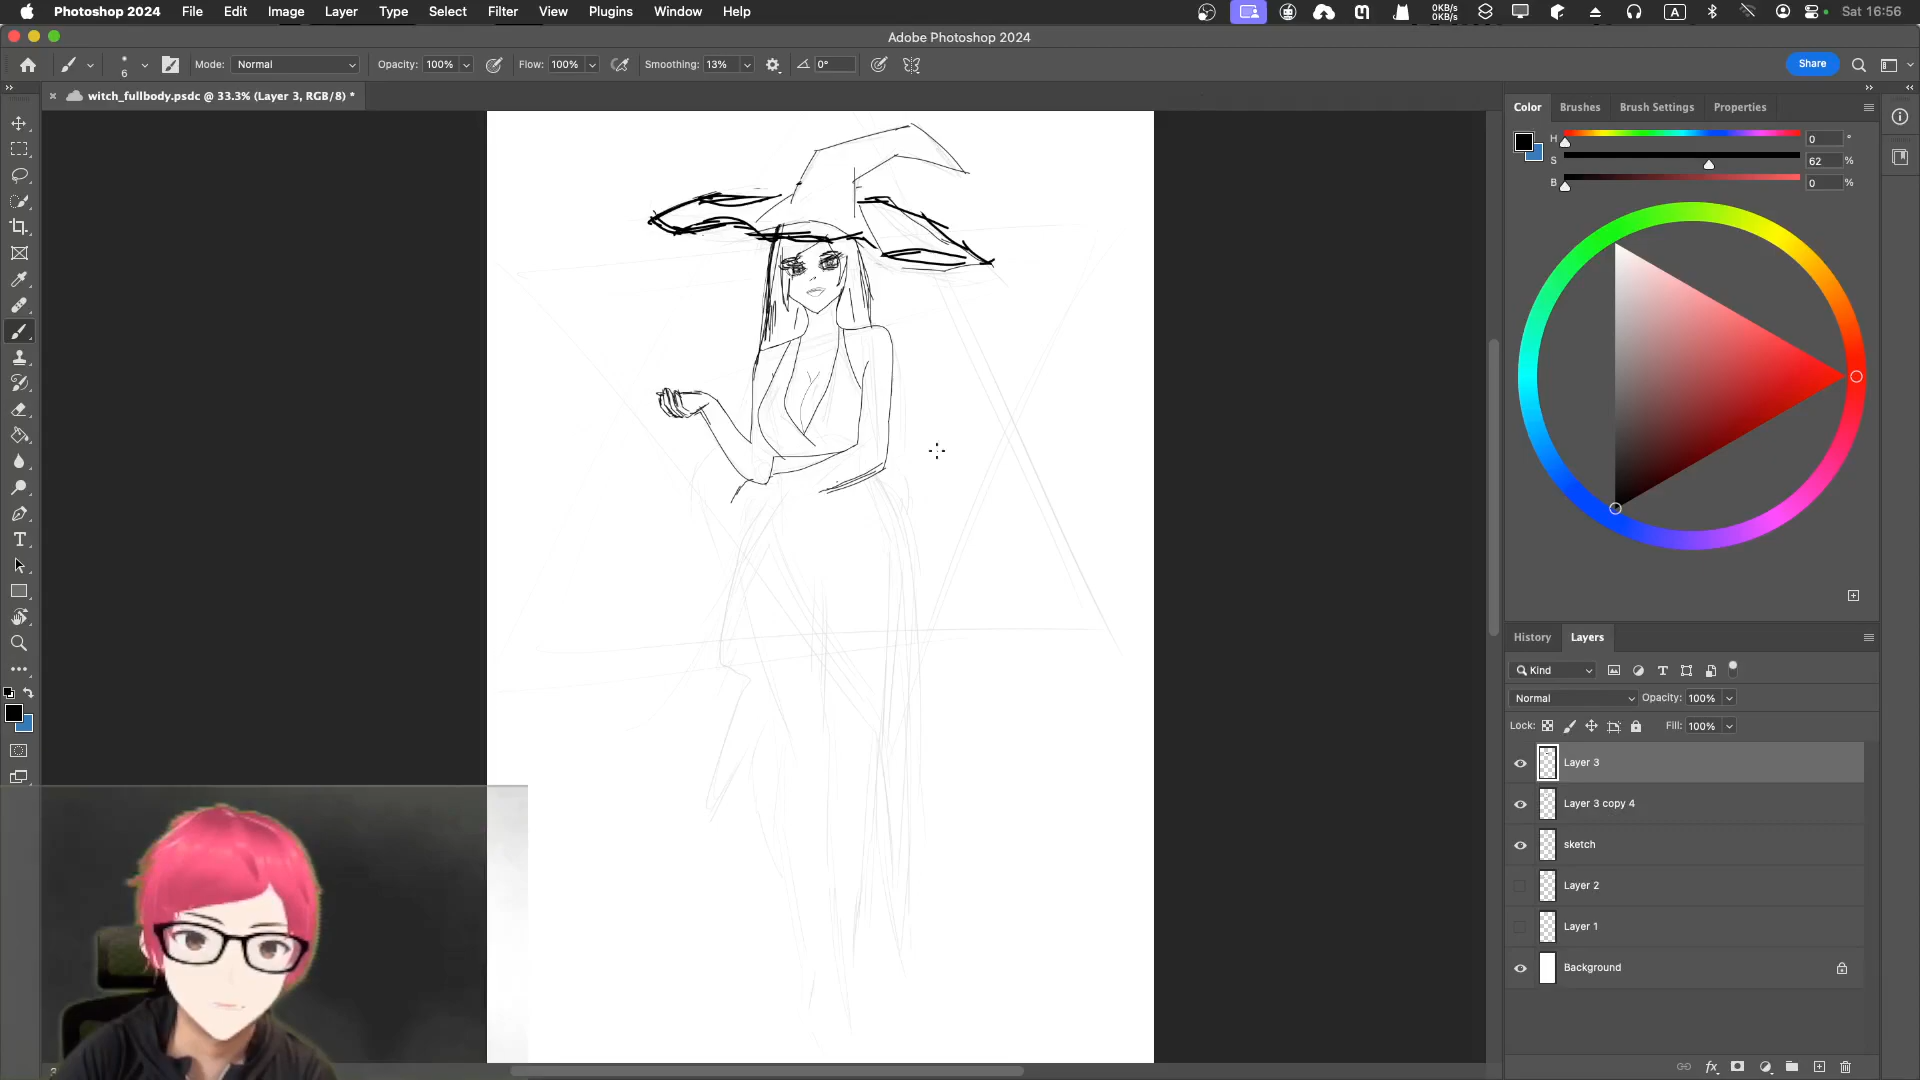 Photoshop 2024 File Edit Image Layer Type Select Filter View Plugins Window Help 0KB/s 0KB/s A Sat 16:56
Adobe Photoshop 2024
6 Mode: Normal Opacity: 100% Flow: 100% Smoothing: 13% 0° Share
witch_fullbody.psdc @ 33.3% (Layer 3, RGB/8) *
Color Brushes Brush Settings Properties
H 0 °
S 62 %
B 0 %
History Layers
Kind
Normal Opacity: 100%
Lock: Fill: 100%
Layer 3
Layer 3 copy 4
sketch
Layer 2
Layer 1
Background